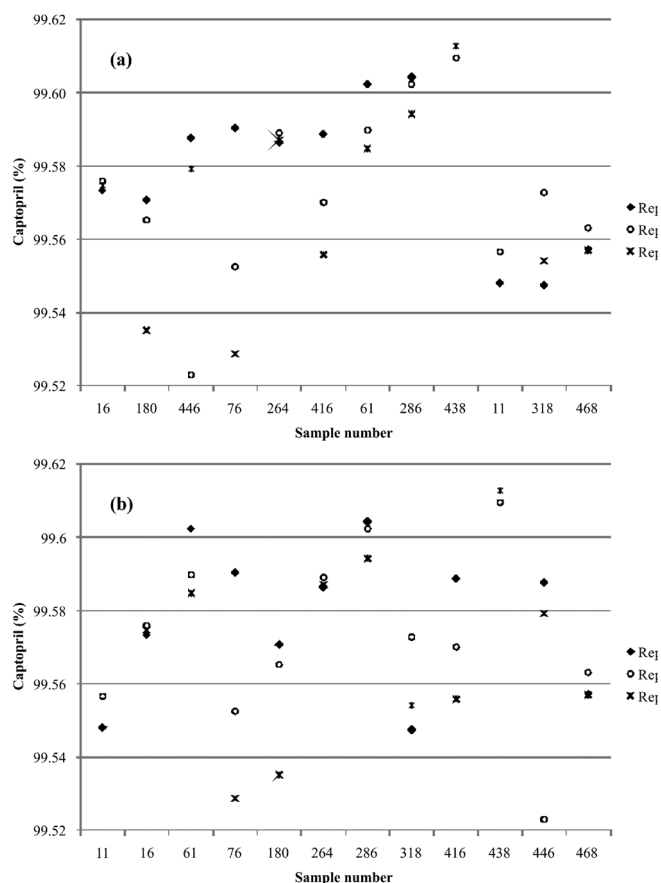 99.62
(a)
99.60
99.58
99.56
99.54
99.52
Captopril (%)
Rep
Rep
Rep
16 180 446 76 264 416 61 286 438 11 318 468
Sample number
99.62
(b)
99.6
99.58
99.56
99.54
99.52
Captopril (%)
Rep
Rep
Rep
11 16 61 76 180 264 286 318 416 438 446 468
Sample number